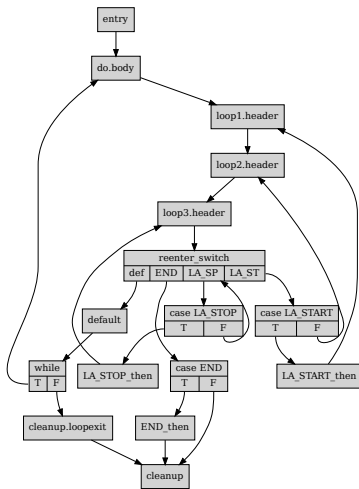 entry
do.body
loop1.header
loop2.header
loop3.header
reenter_switch
def END LA_SP LA_ST
case LA_STOP
T F
case LA_START
T F
default
while
T F
LA_STOP_then
case END
T F
LA_START_then
cleanup.loopexit
END_then
cleanup